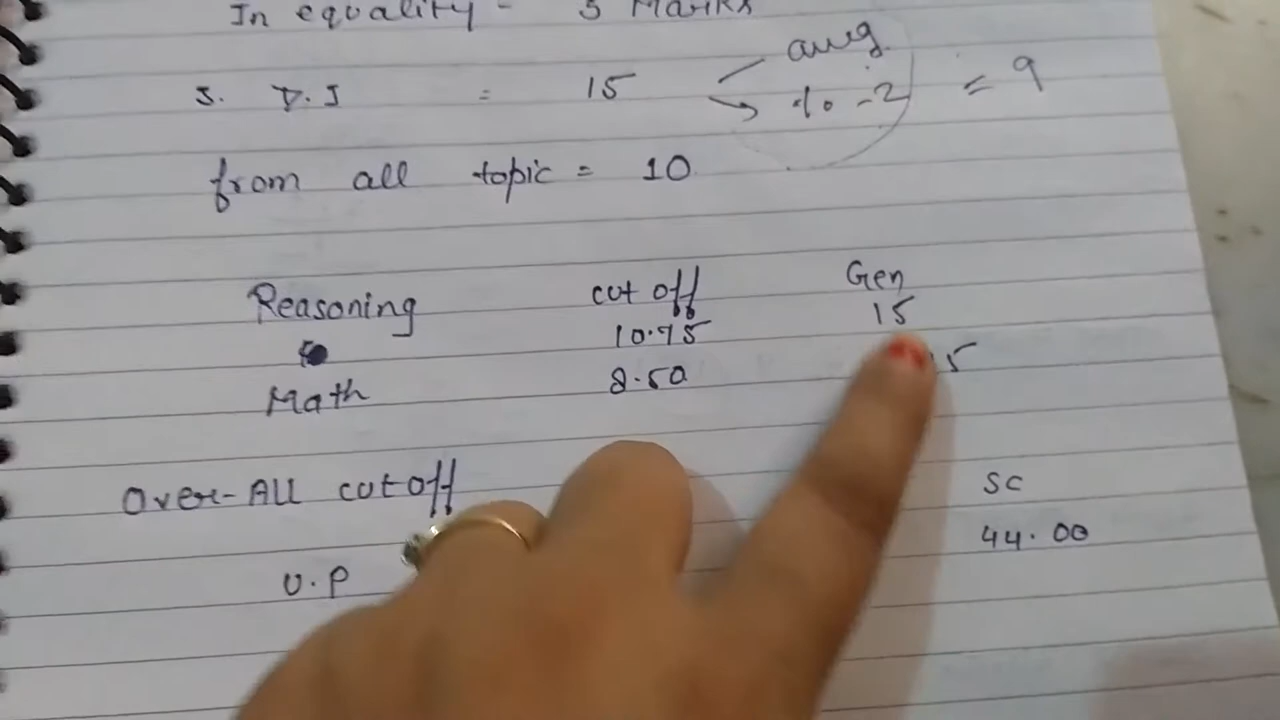 In equality - 3 Marks
avg
5. D.I = 15 % - 2 = 9
from all topic = 10
Reasoning cut off Gen
10.75 15
Math 8.50
Over-All cut off SC
U.P 44.00